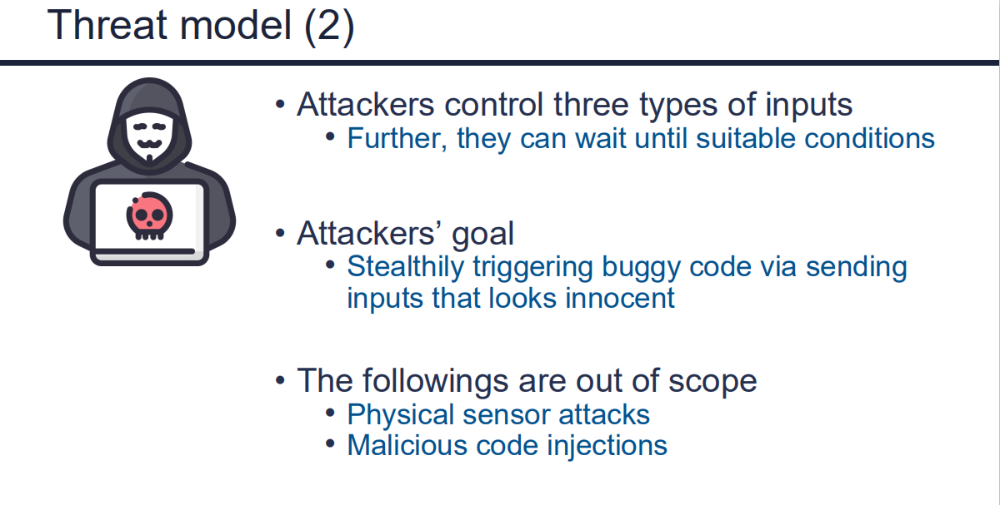 Threat model (2)
• Attackers control three types of inputs
• Further, they can wait until suitable conditions
• Attackers’ goal
• Stealthily triggering buggy code via sending
inputs that looks innocent
• The followings are out of scope
• Physical sensor attacks
• Malicious code injections